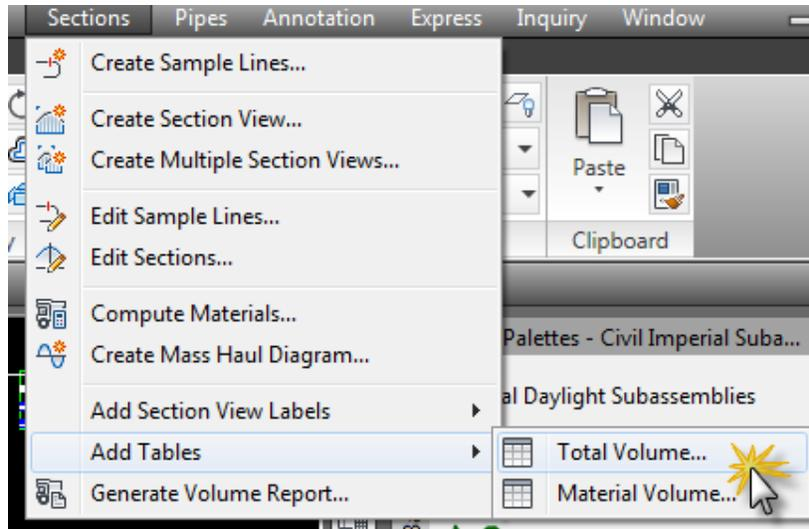 Sections Pipes Annotation Express Inquiry Window
Create Sample Lines...
Create Section View...
Create Multiple Section Views...
Paste
Edit Sample Lines...
Clipboard
Edit Sections...
Compute Materials...
Palettes - Civil Imperial Suba...
Create Mass Haul Diagram...
al Daylight Subassemblies
Add Section View Labels
Add Tables
Total Volume...
Generate Volume Report...
Material Volume...